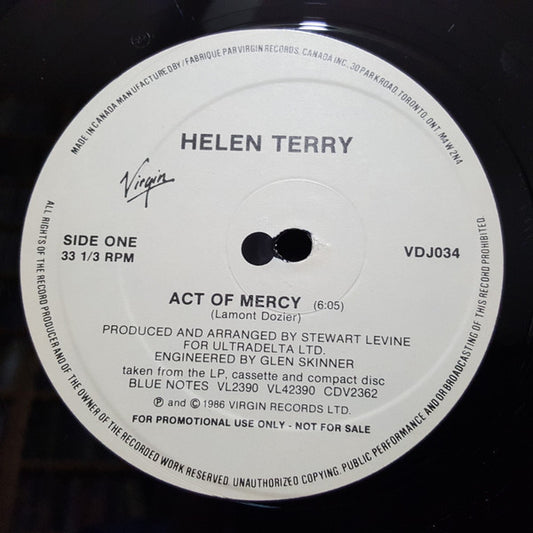 MADE IN CANADA MANUFACTURED BY / FABRIQUE PAR VIRGIN RECORDS, CANADA INC. 30 PARK ROAD, TORONTO, ONT. M4W 2N4
HELEN TERRY
Virgin
SIDE ONE
33 1/3 RPM
VDJ034
ACT OF MERCY (6:05)
(Lamont Dozier)
PRODUCED AND ARRANGED BY STEWART LEVINE
FOR ULTRADELTA LTD.
ENGINEERED BY GLEN SKINNER
taken from the LP, cassette and compact disc
BLUE NOTES VL2390 VL42390 CDV2362
Ⓟ and © 1986 VIRGIN RECORDS LTD.
FOR PROMOTIONAL USE ONLY - NOT FOR SALE
ALL RIGHTS OF THE RECORD PRODUCER AND OF THE OWNER OF THE RECORDED WORK RESERVED. UNAUTHORIZED COPYING, PUBLIC PERFORMANCE AND/OR BROADCASTING OF THIS RECORD PROHIBITED.